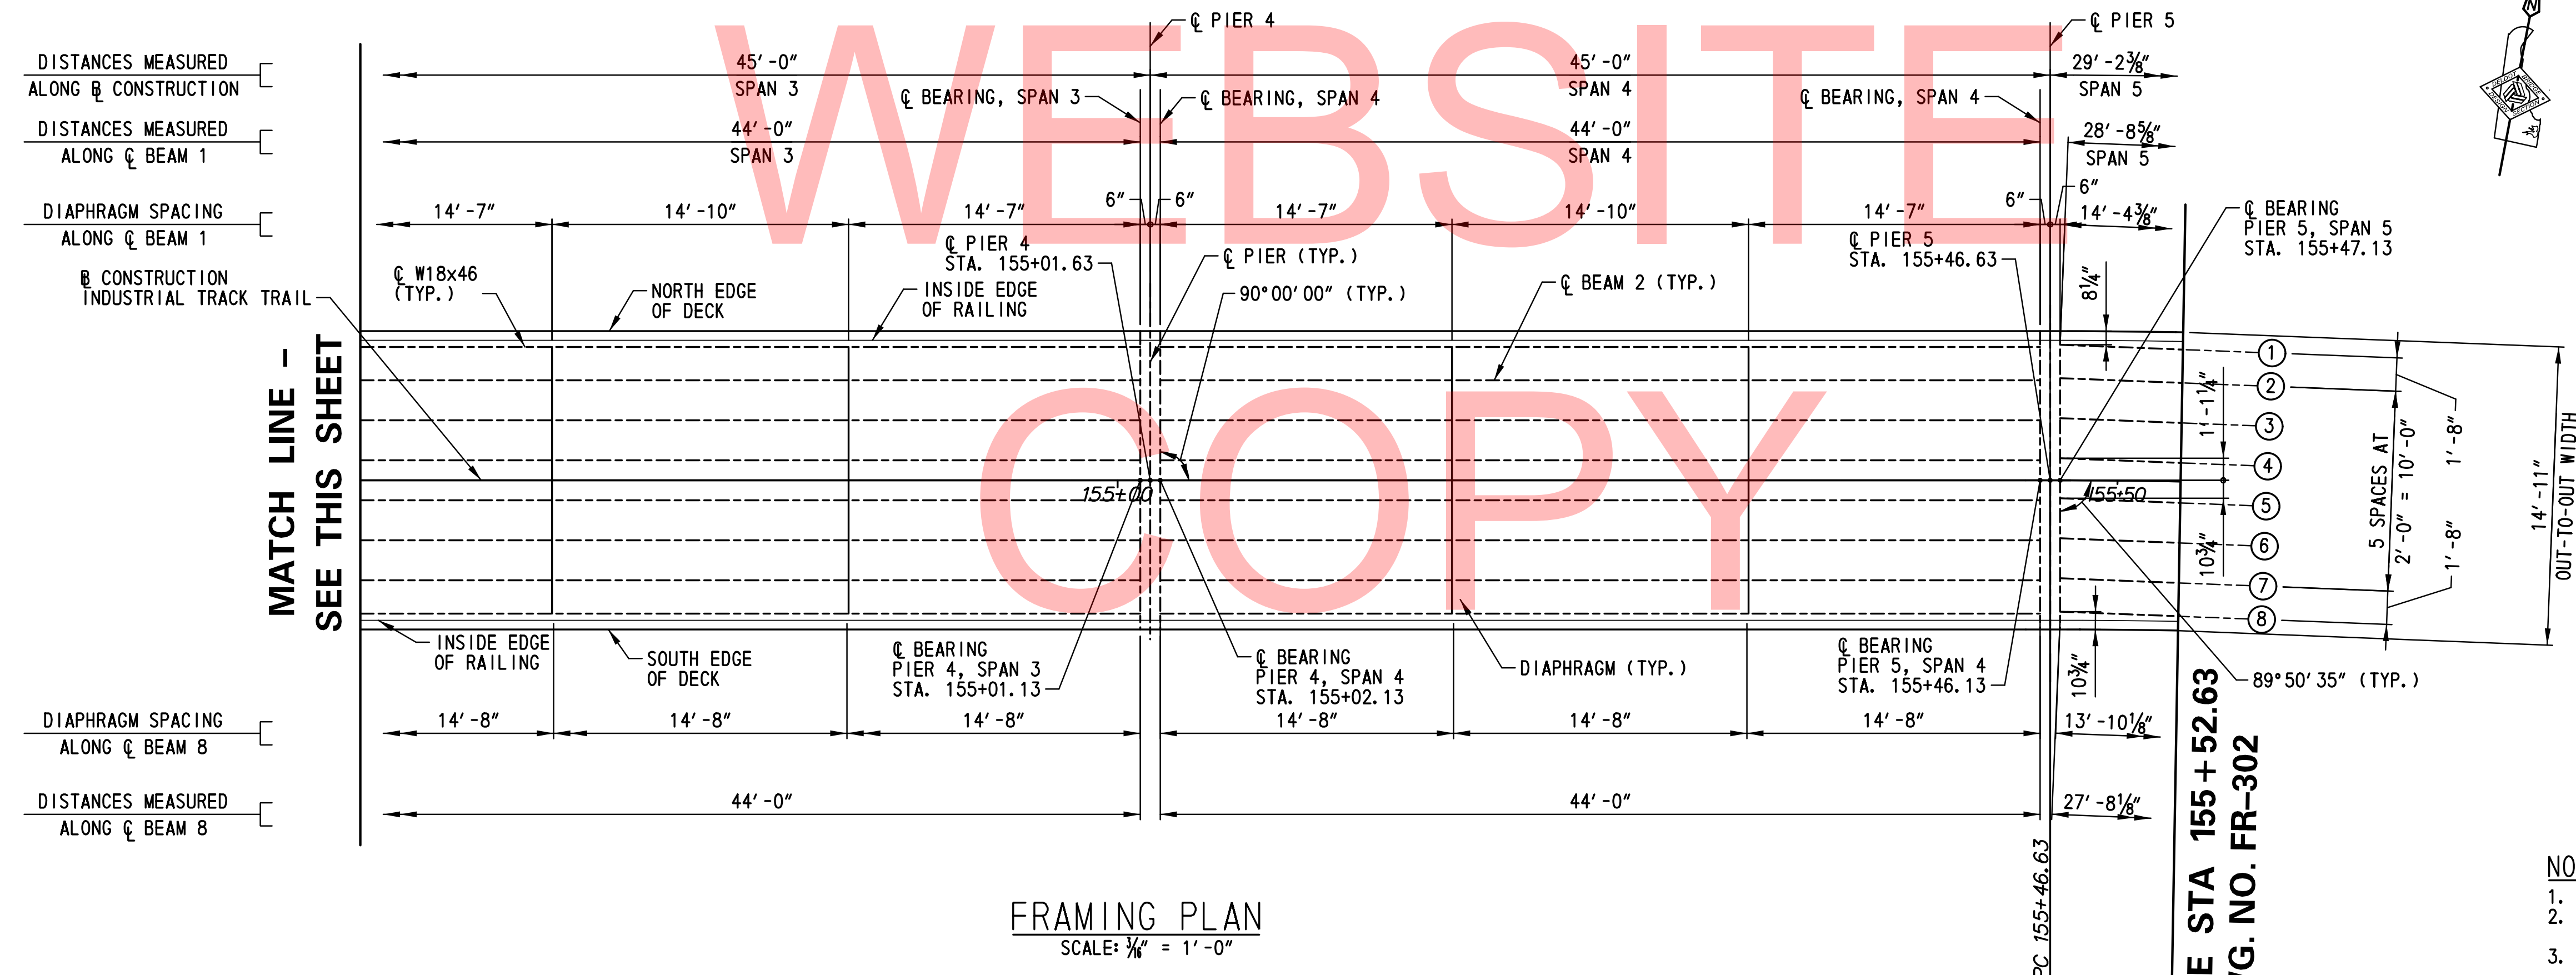 ℄ PIER 4
℄ PIER 5
DISTANCES MEASURED
ALONG ℄ BEAM 1
45'-0"
SPAN 3
45'-0"
SPAN 4
29'-2⅜"
SPAN 5
DISTANCES MEASURED
℄ BEARING, SPAN 3
℄ BEARING, SPAN 4
℄ BEARING, SPAN 4
44'-0"
SPAN 3
44'-0"
SPAN 4
28'-8⅝"
SPAN 5
DIAPHRAGM SPACING
ALONG ℄ BEAM 1
14'-7"
14'-10"
14'-7"
6"
6"
14'-7"
14'-10"
14'-7"
6"
6"
14'-4⅜"
℄ PIER 4
STA. 155+01.63
℄ PIER (TYP.)
90°00'00" (TYP.)
℄ BEAM 2 (TYP.)
℄ PIER 5
STA. 155+46.63
℄ BEARING
PIER 5, SPAN 5
STA. 155+47.13
CONSTRUCTION
INDUSTRIAL TRACK TRAIL
℄ W18x46
(TYP.)
NORTH EDGE
OF DECK
INSIDE EDGE
OF RAILING
8¼"
MATCH LINE -
SEE THIS SHEET
WEBSITE
COPY
155+00
155+50
1
2
3
4
5
6
7
8
1'-1¼"
10¾"
5 SPACES AT
2'-0" = 10'-0"
1'-8"
1'-8"
14'-11"
OUT-TO-OUT WIDTH
10¾"
89°50'35" (TYP.)
INSIDE EDGE
OF RAILING
SOUTH EDGE
OF DECK
℄ BEARING
PIER 4, SPAN 3
STA. 155+01.13
℄ BEARING
PIER 4, SPAN 4
STA. 155+02.13
DIAPHRAGM (TYP.)
℄ BEARING
PIER 5, SPAN 4
STA. 155+46.13
DIAPHRAGM SPACING
ALONG ℄ BEAM 8
14'-8"
14'-8"
14'-8"
14'-8"
14'-8"
14'-8"
13'-10⅛"
DISTANCES MEASURED
ALONG ℄ BEAM 8
44'-0"
44'-0"
27'-8⅛"
PC 155+46.63
E STA 155+52.63
WG. NO. FR-302
FRAMING PLAN
SCALE: 3/16" = 1'-0"
NO
1.
2.
3.